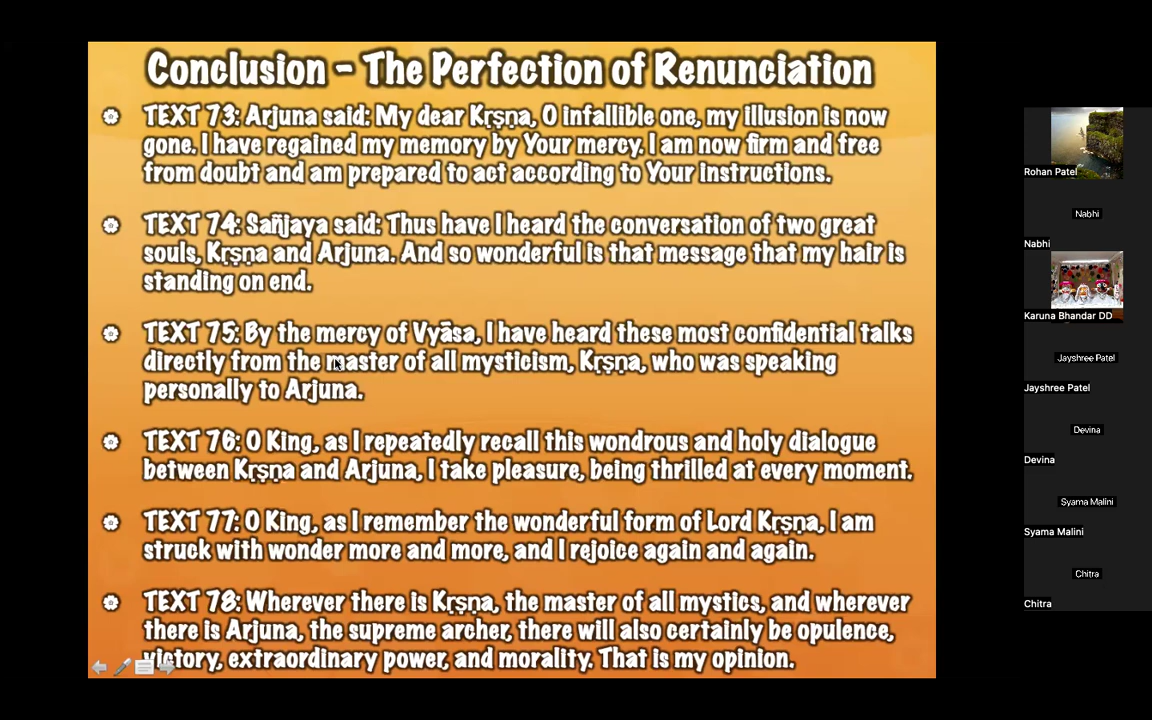 Conclusion - The Perfection of Renunciation
TEXT 73: Arjuna said: My dear Kṛṣṇa, O infallible one, my illusion is now
gone. I have regained my memory by Your mercy. I am now firm and free
from doubt and am prepared to act according to Your instructions.
TEXT 74: Sañjaya said: Thus have I heard the conversation of two great
souls, Kṛṣṇa and Arjuna. And so wonderful is that message that my hair is
standing on end.
TEXT 75: By the mercy of Vyāsa, I have heard these most confidential talks
directly from the master of all mysticism, Kṛṣṇa, who was speaking
personally to Arjuna.
TEXT 76: O King, as I repeatedly recall this wondrous and holy dialogue
between Kṛṣṇa and Arjuna, I take pleasure, being thrilled at every moment.
TEXT 77: O King, as I remember the wonderful form of Lord Kṛṣṇa, I am
struck with wonder more and more, and I rejoice again and again.
TEXT 78: Wherever there is Kṛṣṇa, the master of all mystics, and wherever
there is Arjuna, the supreme archer, there will also certainly be opulence,
victory, extraordinary power, and morality. That is my opinion.
Rohan Patel
Nabhi
Nabhi
Karuna Bhandar DD
Jayshree Patel
Jayshree Patel
Devina
Devina
Syama Malini
Syama Malini
Chitra
Chitra